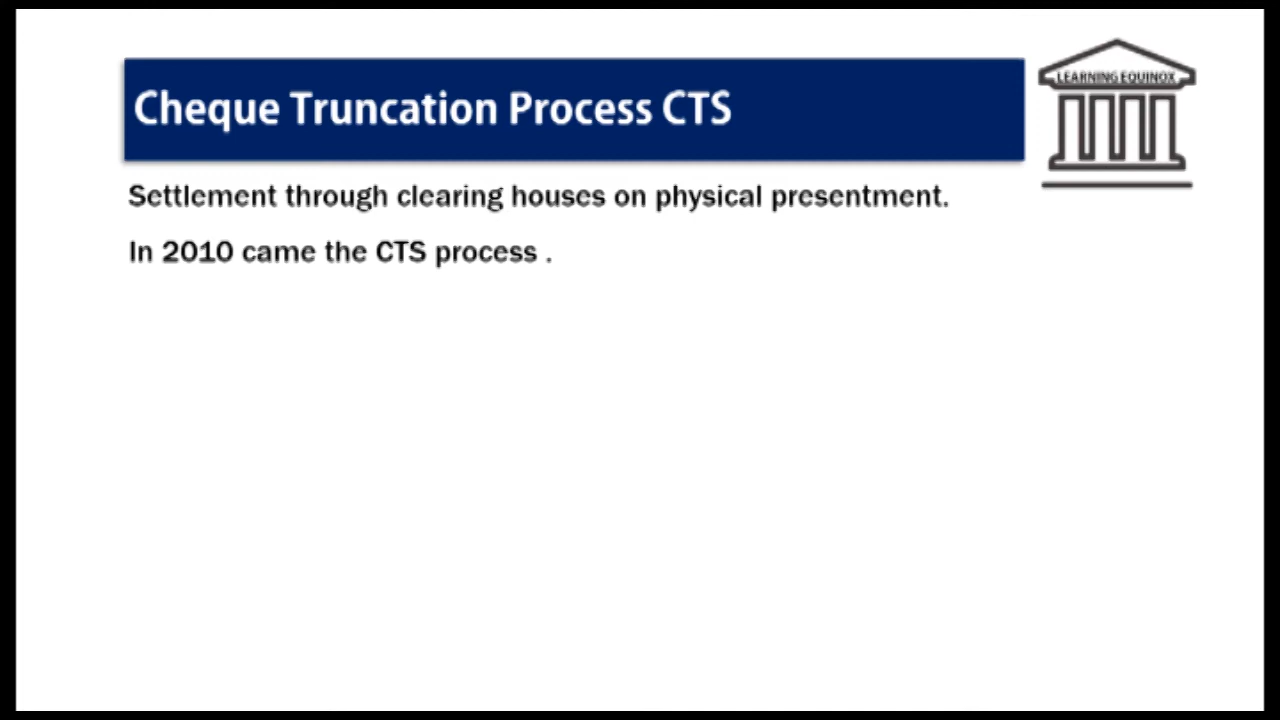 Cheque Truncation Process CTS
LEARNING EQUINOX
Settlement through clearing houses on physical presentment.
In 2010 came the CTS process .